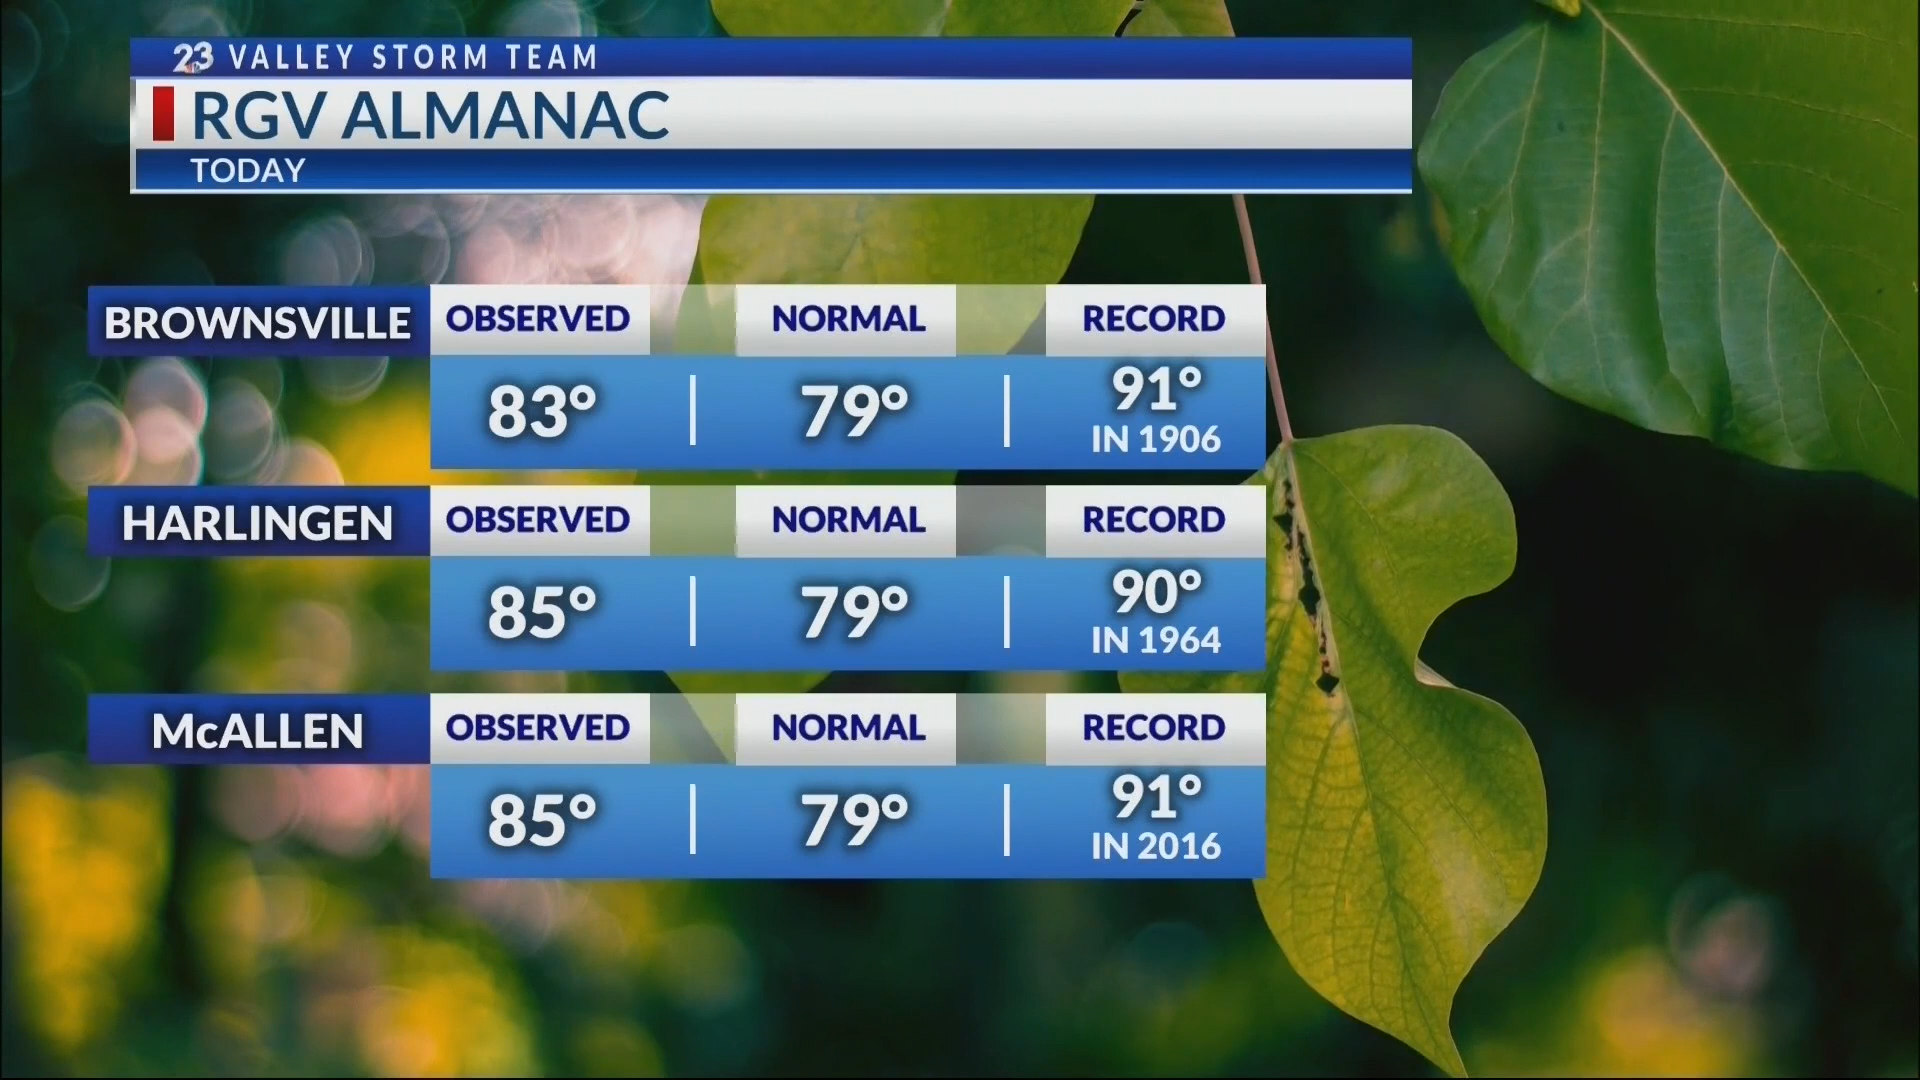 23 VALLEY STORM TEAM
RGV ALMANAC
TODAY
BROWNSVILLE OBSERVED NORMAL RECORD
83° 79° 91°
IN 1906
HARLINGEN OBSERVED NORMAL RECORD
85° 79° 90°
IN 1964
McALLEN OBSERVED NORMAL RECORD
85° 79° 91°
IN 2016